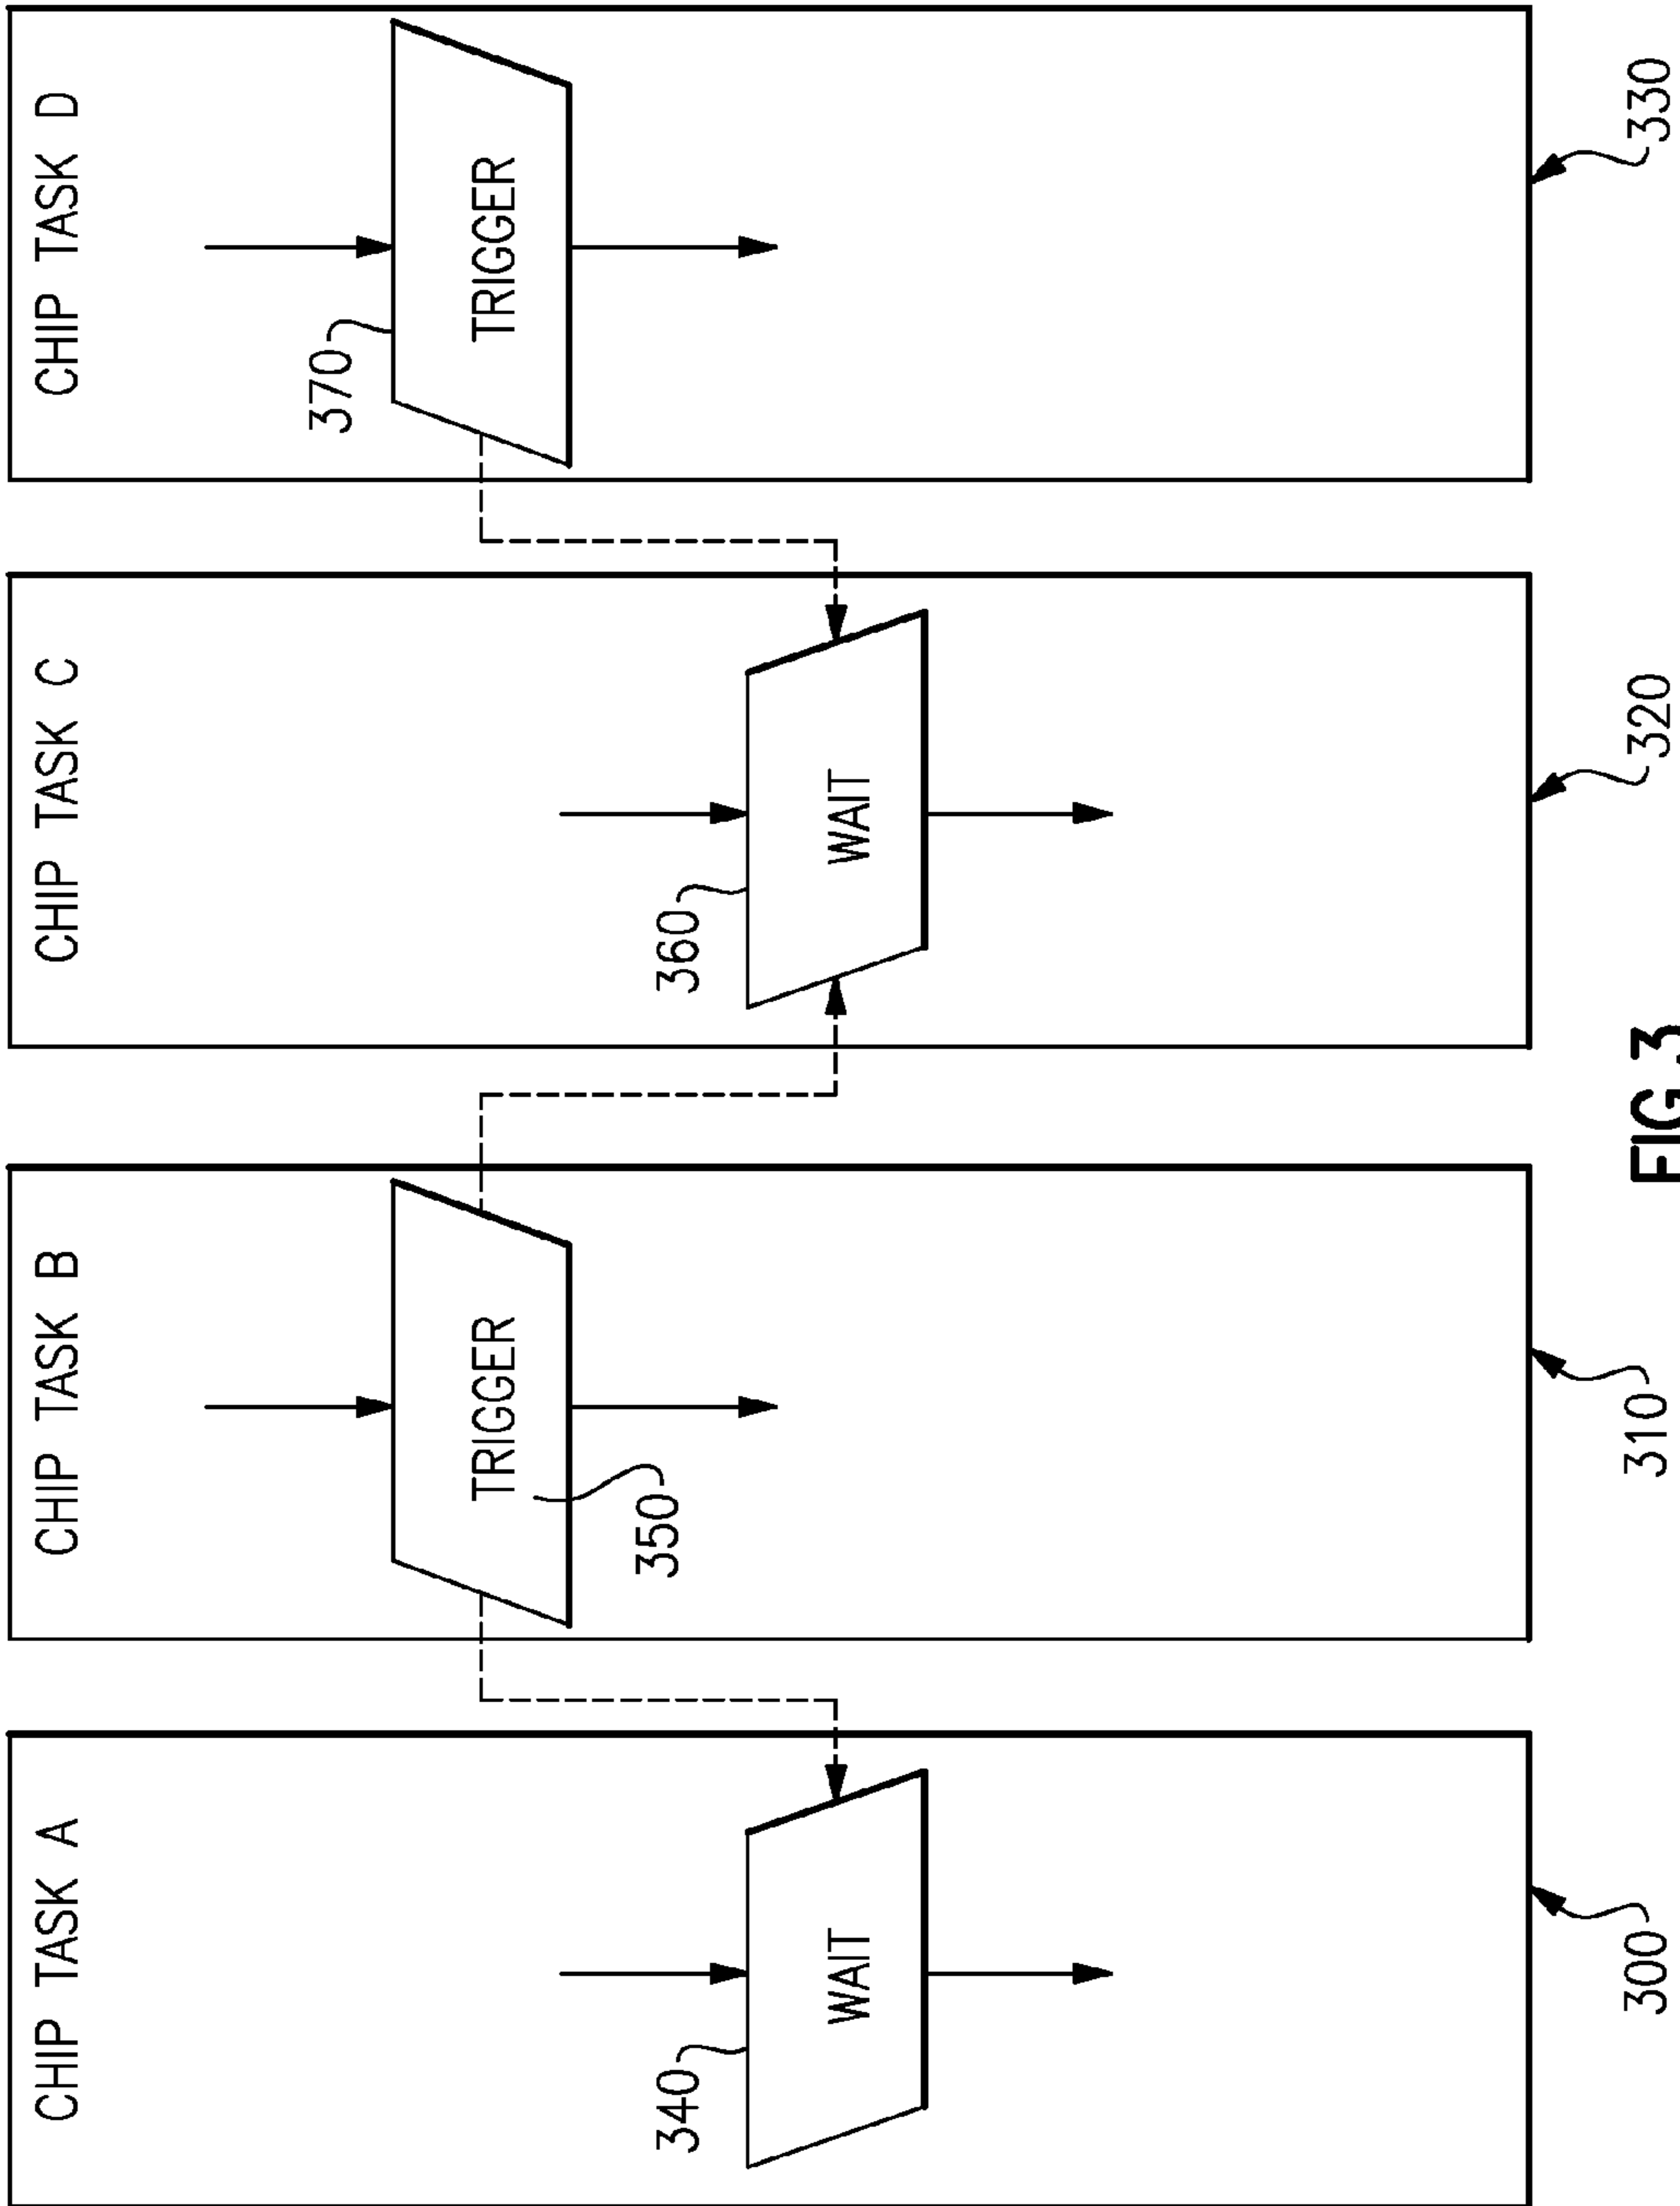 CHIP TASK A
CHIP TASK B
CHIP TASK C
CHIP TASK D
370
TRIGGER
TRIGGER
350
340
360
WAIT
WAIT
300
310
320
330
FIG.3